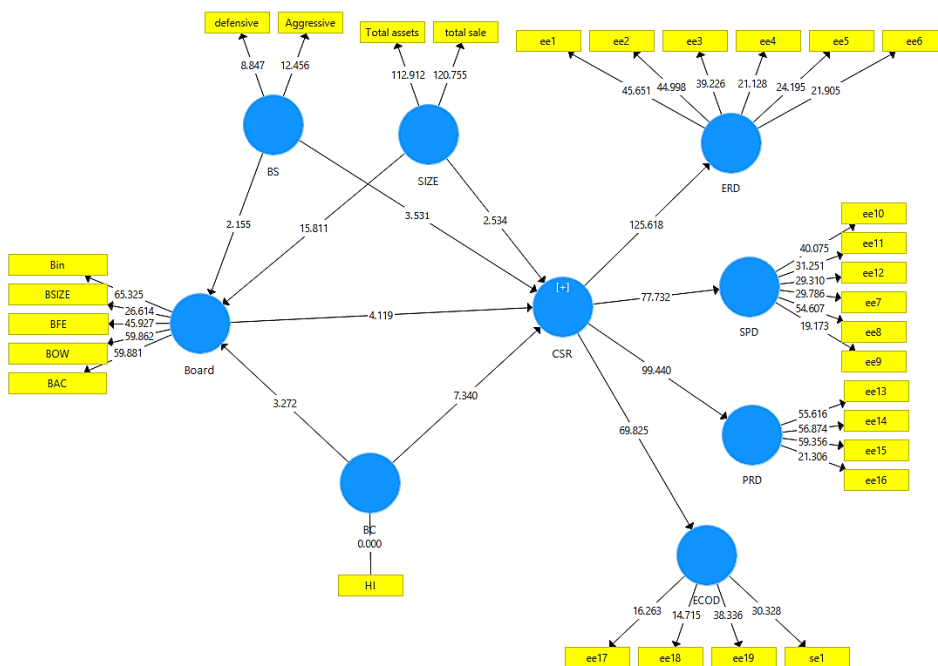 defensive
Aggressive
Total assets
total sale
ee1
ee2
ee3
ee4
ee5
ee6
8.847
12.456
112.912
120.755
45.651
44.998
39.226
21.128
24.195
21.905
BS
SIZE
ERD
2.155
15.811
3.531
2.534
125.618
ee10
ee11
ee12
ee7
ee8
ee9
40.075
31.251
29.310
29.786
54.607
19.173
SPD
Bin
BSIZE
BFE
BOW
BAC
65.325
26.614
45.927
59.862
59.881
Board
4.119
[+]
CSR
77.732
99.440
69.825
3.272
7.340
ee13
ee14
ee15
ee16
55.616
56.874
59.356
21.306
PRD
BC
0.000
HI
ECOD
16.263
14.715
38.336
30.328
ee17
ee18
ee19
se1